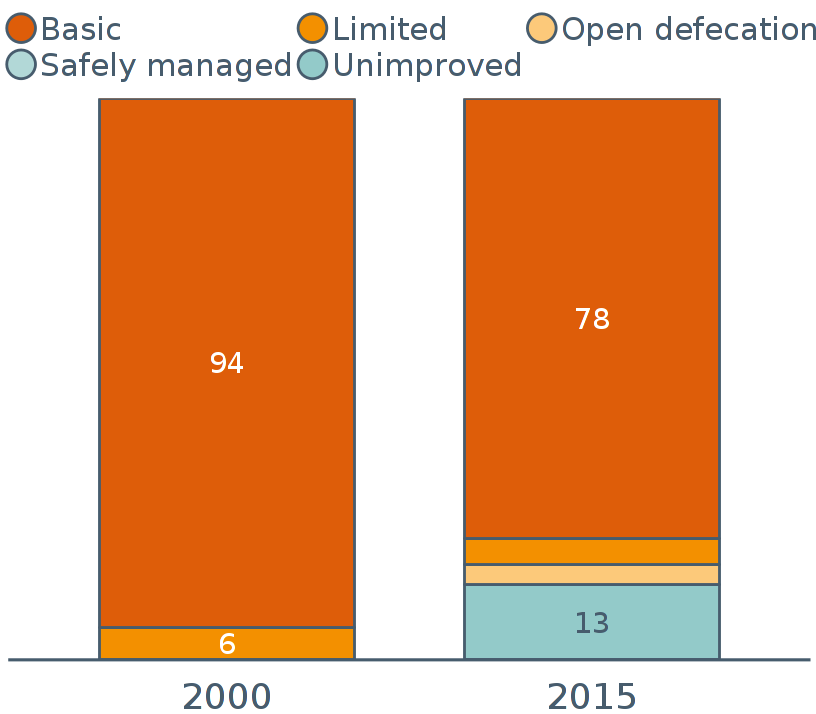 Basic Limited Open defecation
Safely managed Unimproved
94 78
6 13
2000 2015